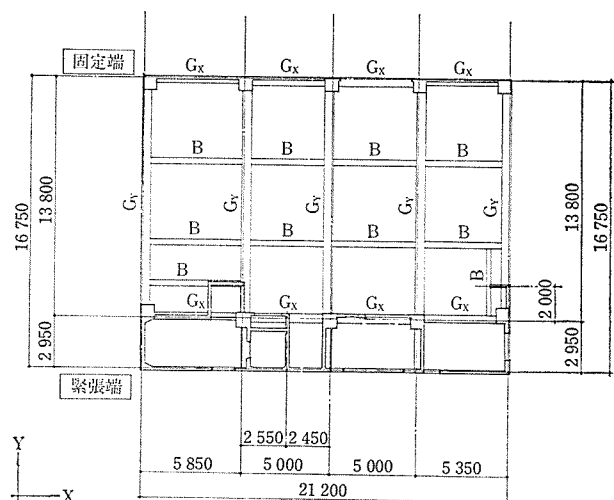 固定端
Gx Gx Gx Gx
B B B B
16 750
13 800
GY GY GY GY
13 800
16 750
B B B B
B
B
2 000
Gx Gx Gx Gx
2 950
2 950
緊張端
2 550 2 450
5 850 5 000 5 000 5 350
21 200
Y
X